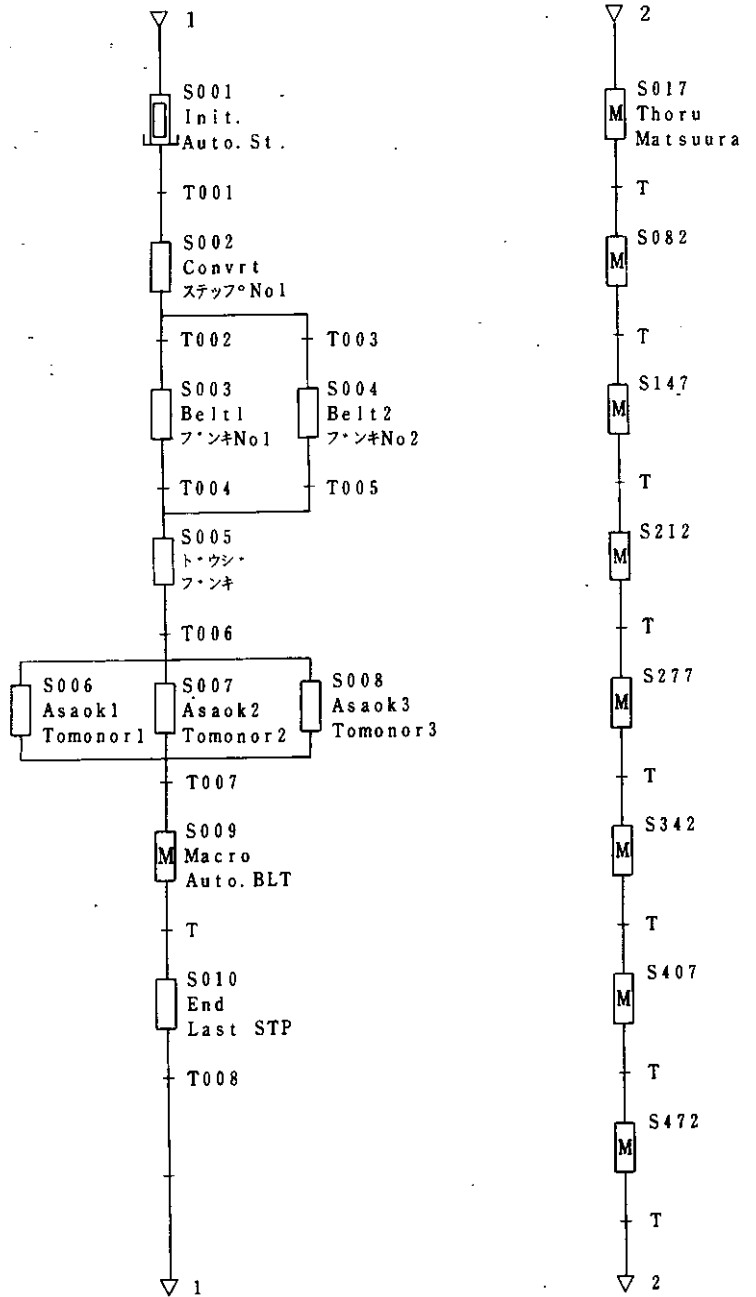 1
S001
Init.
Auto. St.
T001
S002
Convrt
ステップNo1
T002
T003
S003
Belt1
ブンキNo1
S004
Belt2
ブンキNo2
T004
T005
S005
ドウジ
ブンキ
T006
S006
Asaok1
Tomonor1
S007
Asaok2
Tomonor2
S008
Asaok3
Tomonor3
T007
M
S009
Macro
Auto. BLT
T
S010
End
Last STP
T008
1
2
M
S017
Thoru
Matsuura
T
M
S082
T
M
S147
T
M
S212
T
M
S277
T
M
S342
T
M
S407
T
M
S472
T
2